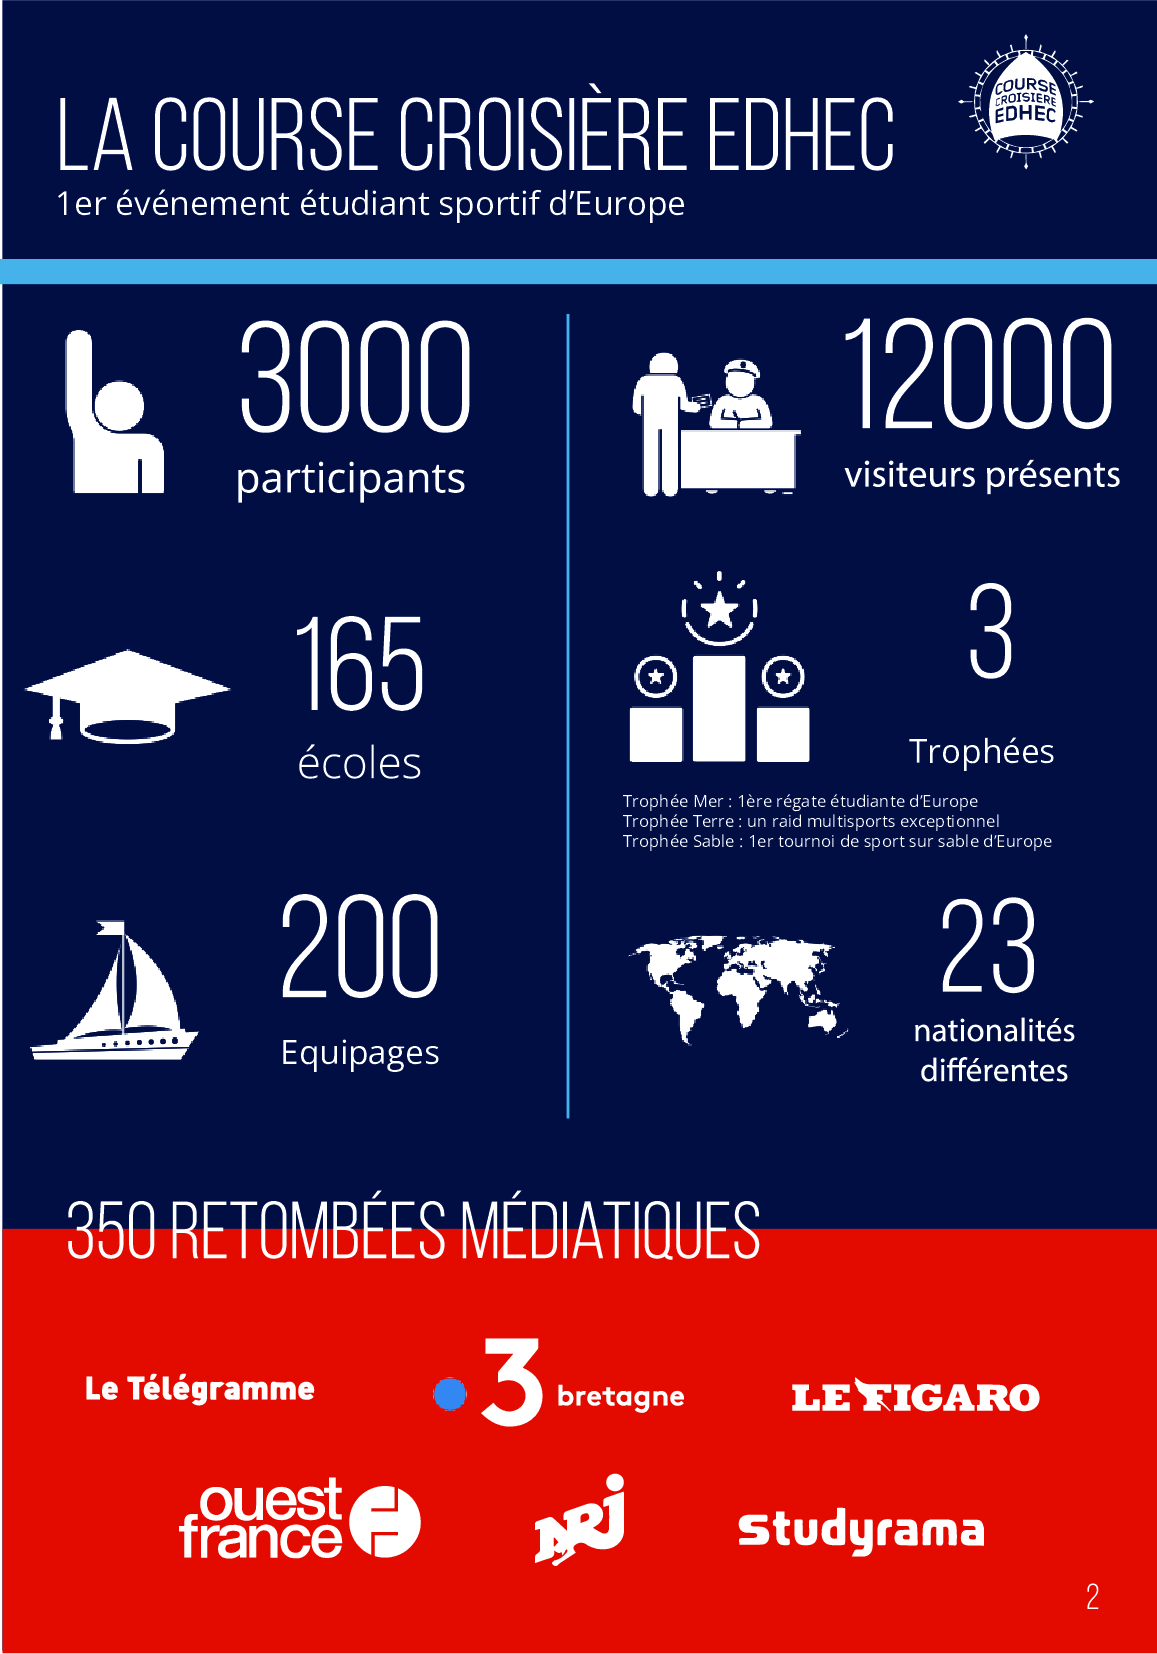 LA COURSE CROISIÈRE EDHEC
1er événement étudiant sportif d’Europe
COURSE
CROISIERE
EDHEC
3000
participants
12000
visiteurs présents
165
écoles
3
Trophées
Trophée Mer : 1ère régate étudiante d’Europe
Trophée Terre : un raid multisports exceptionnel
Trophée Sable : 1er tournoi de sport sur sable d’Europe
200
Equipages
23
nationalités
différentes
350 RETOMBÉES MÉDIATIQUES
Le Télégramme
3 bretagne
LE FIGARO
ouest
france
NRJ
studyrama
2